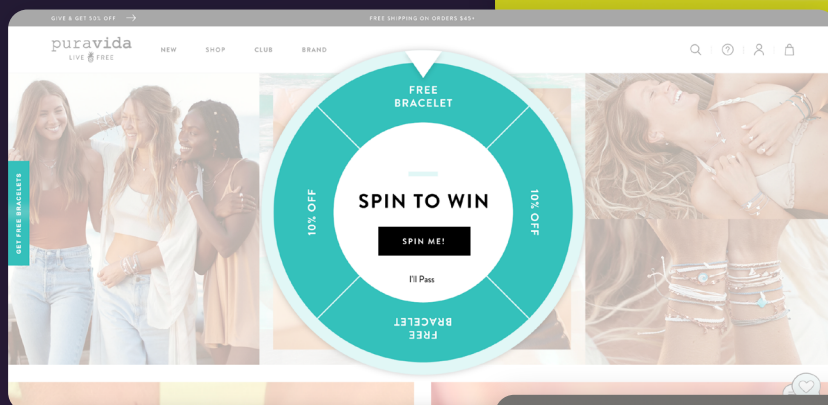 GIVE & GET 50% OFF
FREE SHIPPING ON ORDERS $45+
puravida
LIVE FREE
NEW
SHOP
CLUB
BRAND
GET FREE BRACELETS
FREE
BRACELET
10% OFF
10% OFF
SPIN TO WIN
SPIN ME!
I'll Pass
FREE
BRACELET